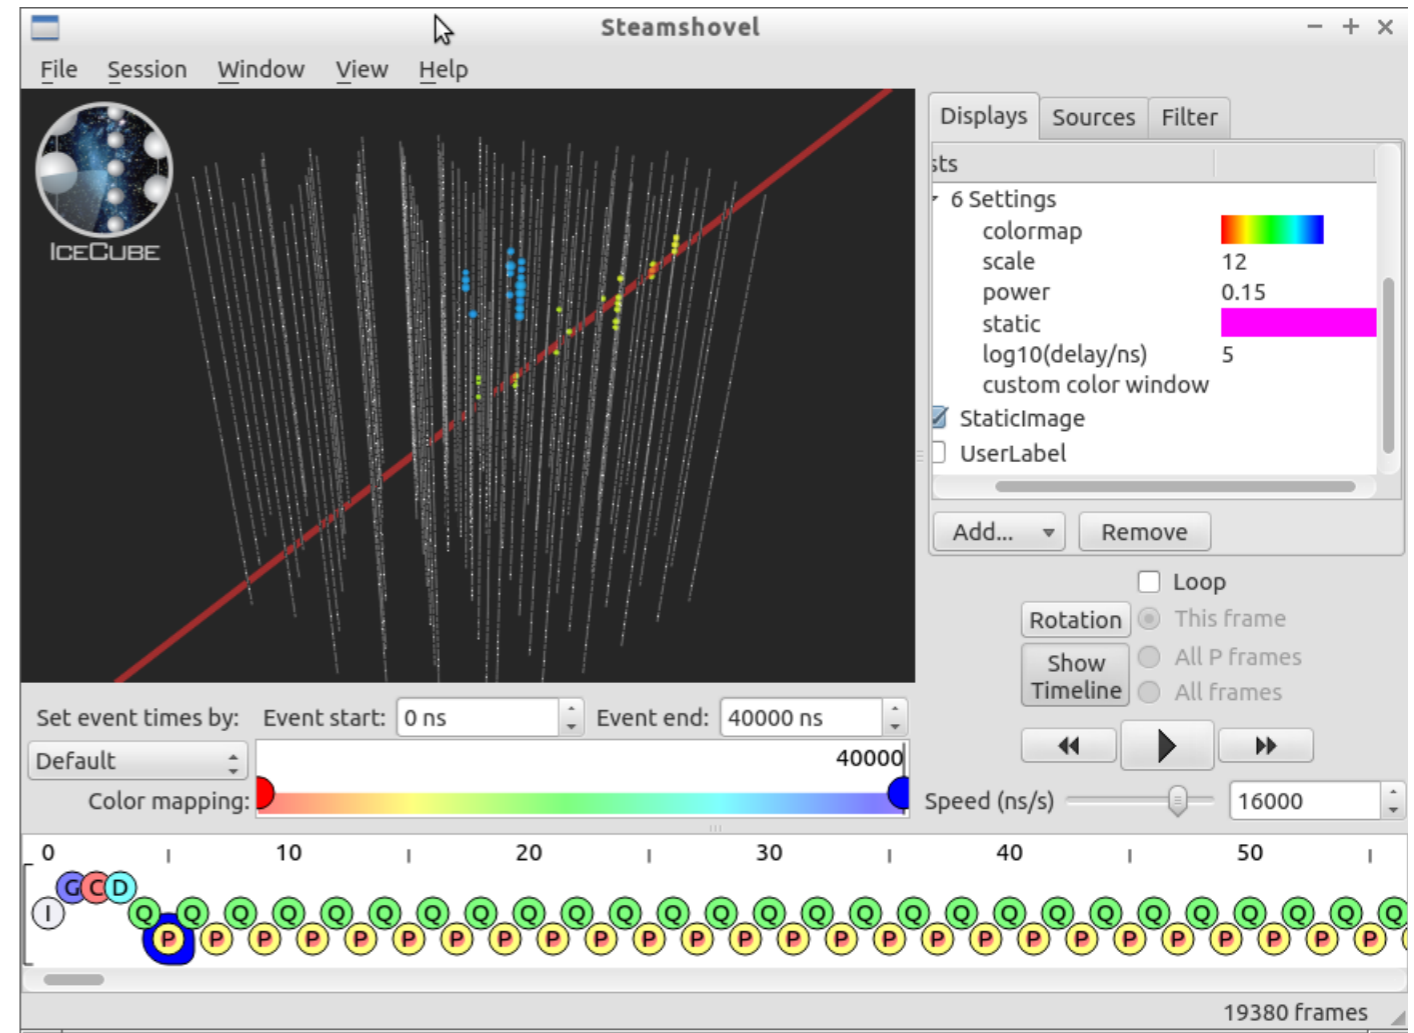 Steamshovel
File Session Window View Help
ICECUBE
Displays Sources Filter
sts
6 Settings
colormap
scale 12
power 0.15
static
log10(delay/ns) 5
custom color window
StaticImage
UserLabel
Add... Remove
Loop
Rotation This frame
Show Timeline All P frames
All frames
Set event times by: Event start: 0 ns Event end: 40000 ns
Default 40000
Color mapping:
Speed (ns/s) 16000
0 10 20 30 40 50
G C D
I Q Q Q Q Q Q Q Q Q Q Q Q Q Q Q Q Q Q Q Q Q Q Q Q Q Q Q
P P P P P P P P P P P P P P P P P P P P P P P P P P
19380 frames